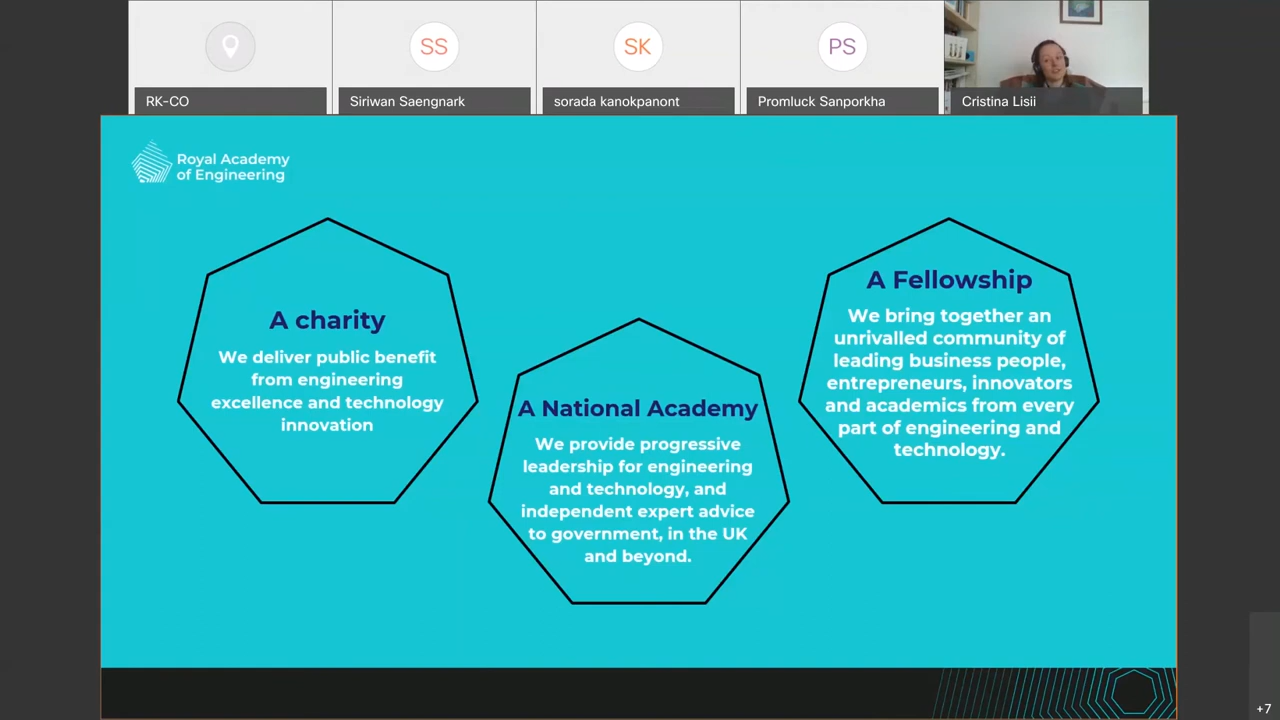 SS
SK
PS
RK-CO
Siriwan Saengnark
sorada kanokpanont
Promluck Sanporkha
Cristina Lisii
Royal Academy
of Engineering
A charity
We deliver public benefit
from engineering
excellence and technology
innovation
A National Academy
We provide progressive
leadership for engineering
and technology, and
independent expert advice
to government, in the UK
and beyond.
A Fellowship
We bring together an
unrivalled community of
leading business people,
entrepreneurs, innovators
and academics from every
part of engineering and
technology.
+7